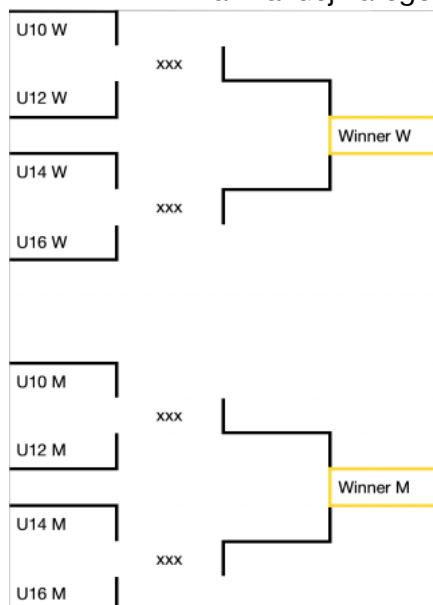 U10 W
xxx
U12 W
Winner W
U14 W
xxx
U16 W
U10 M
xxx
U12 M
Winner M
U14 M
xxx
U16 M